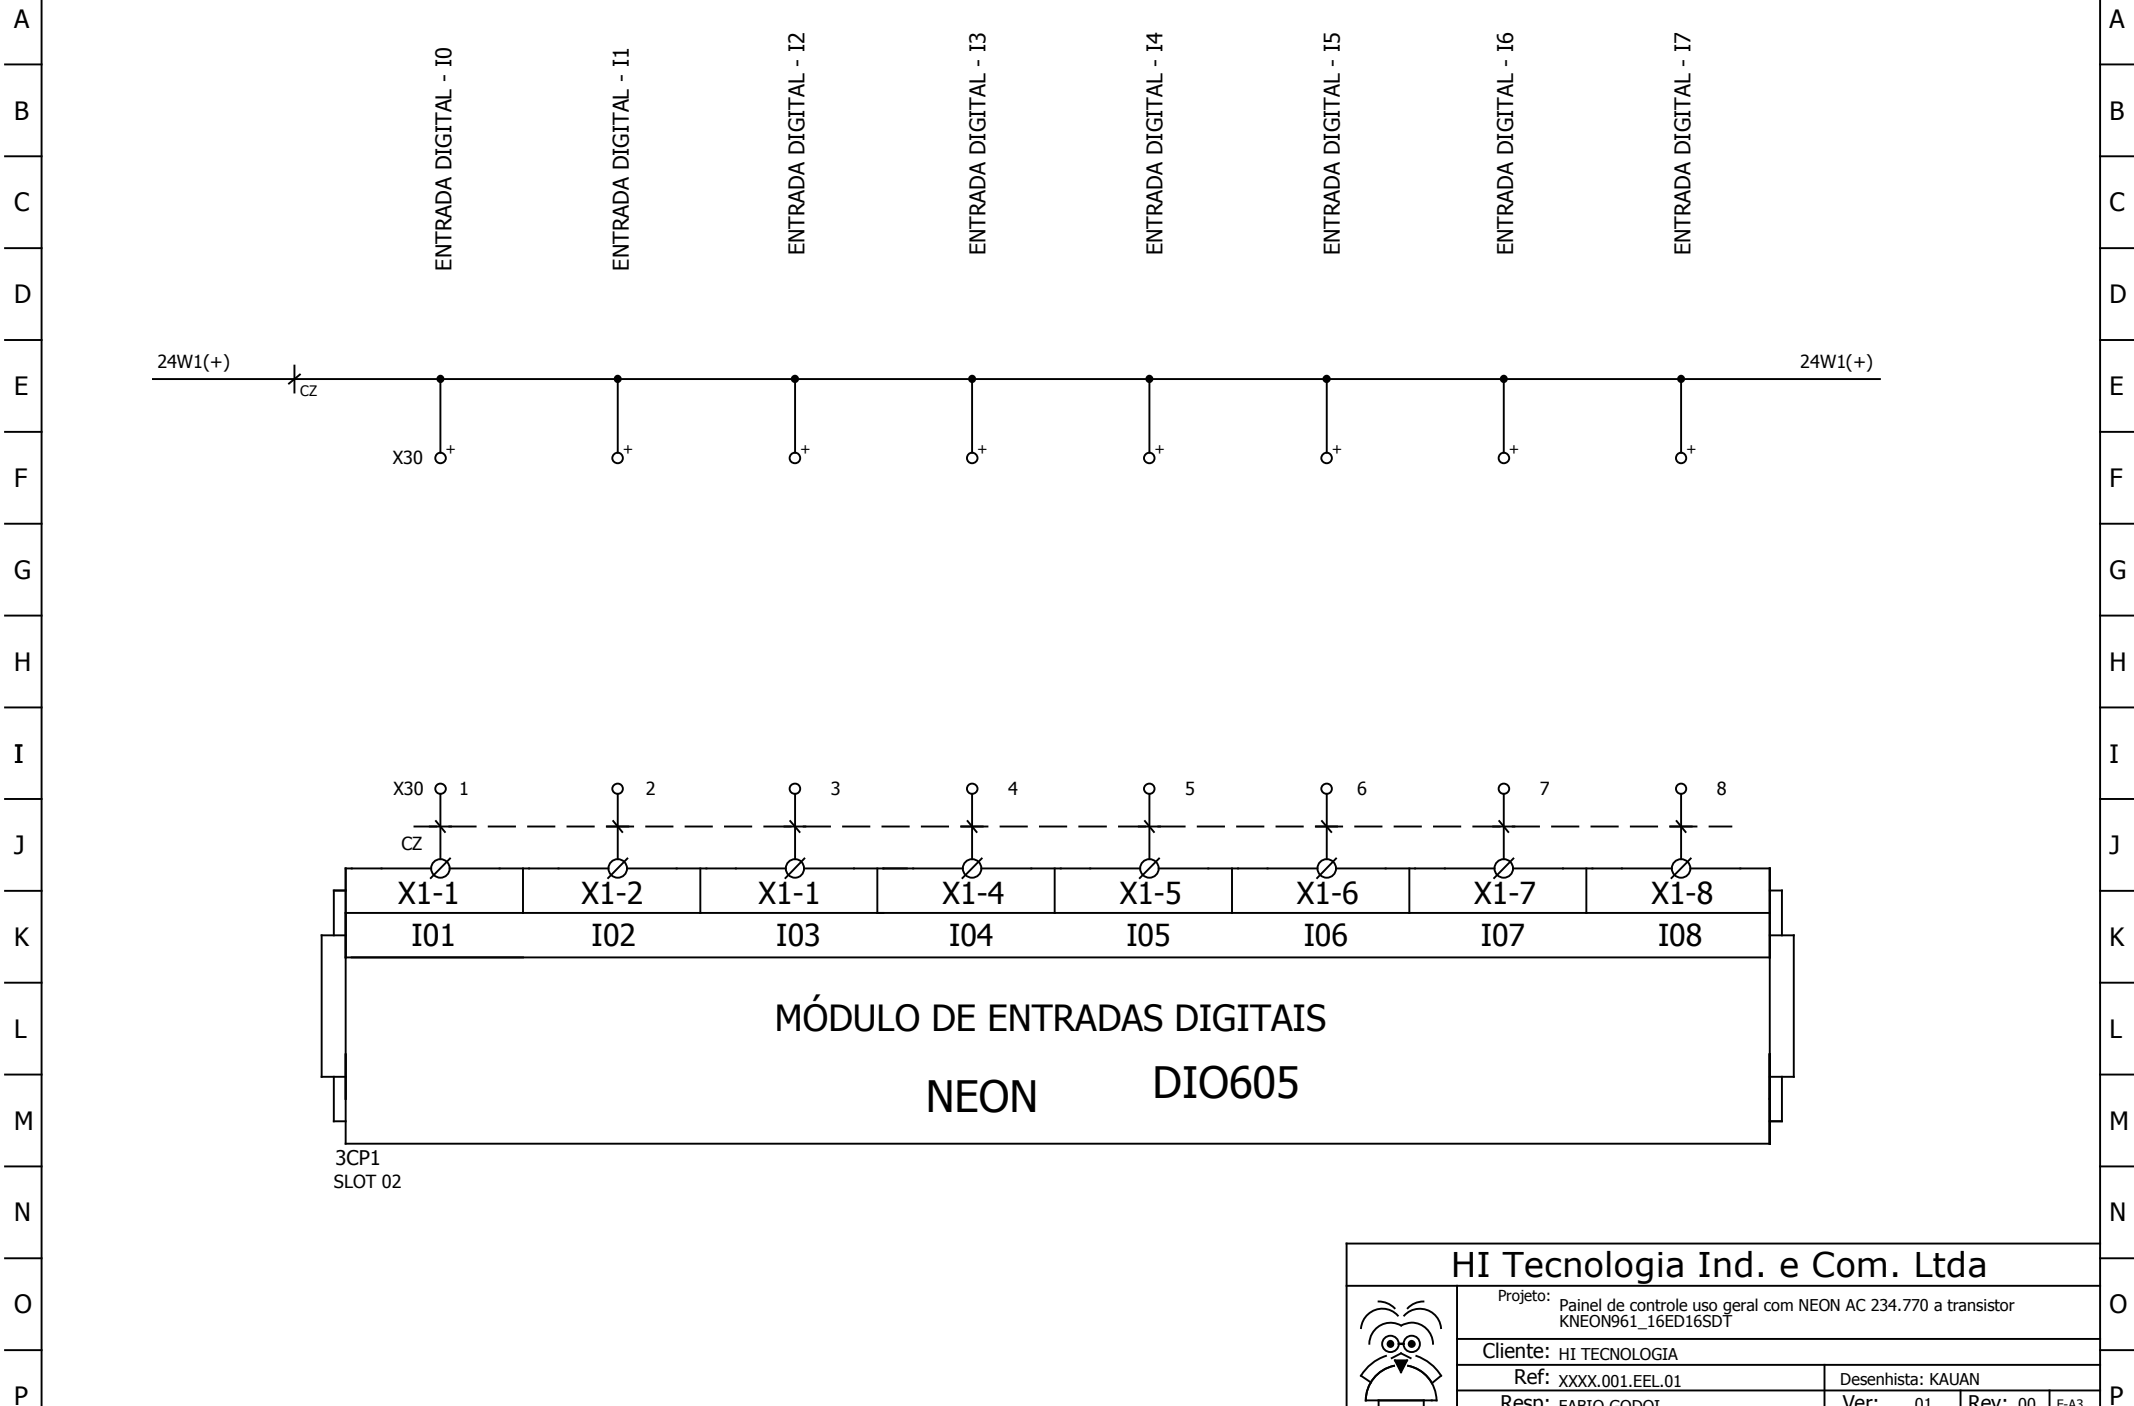 A A
ENTRADA DIGITAL - I0
ENTRADA DIGITAL - I1
ENTRADA DIGITAL - I2
ENTRADA DIGITAL - I3
ENTRADA DIGITAL - I4
ENTRADA DIGITAL - I5
ENTRADA DIGITAL - I6
ENTRADA DIGITAL - I7
B B
C C
D D
24W1(+) 24W1(+)
E CZ E
X30 + + + + + + + +
F F
G G
H H
I I
X30 1 2 3 4 5 6 7 8
J CZ J
X1-1 X1-2 X1-1 X1-4 X1-5 X1-6 X1-7 X1-8
K I01 I02 I03 I04 I05 I06 I07 I08 K
L MÓDULO DE ENTRADAS DIGITAIS L
NEON DIO605
M M
3CP1
SLOT 02
N N
HI Tecnologia Ind. e Com. Ltda
O O
Projeto: Painel de controle uso geral com NEON AC 234.770 a transistor
KNEON961_16ED16SDT
Cliente: HI TECNOLOGIA
Ref: XXXX.001.EEL.01 Desenhista: KAUAN
P P
Resp: FABIO GODOI Ver: 01 Rev: 00 F-A3